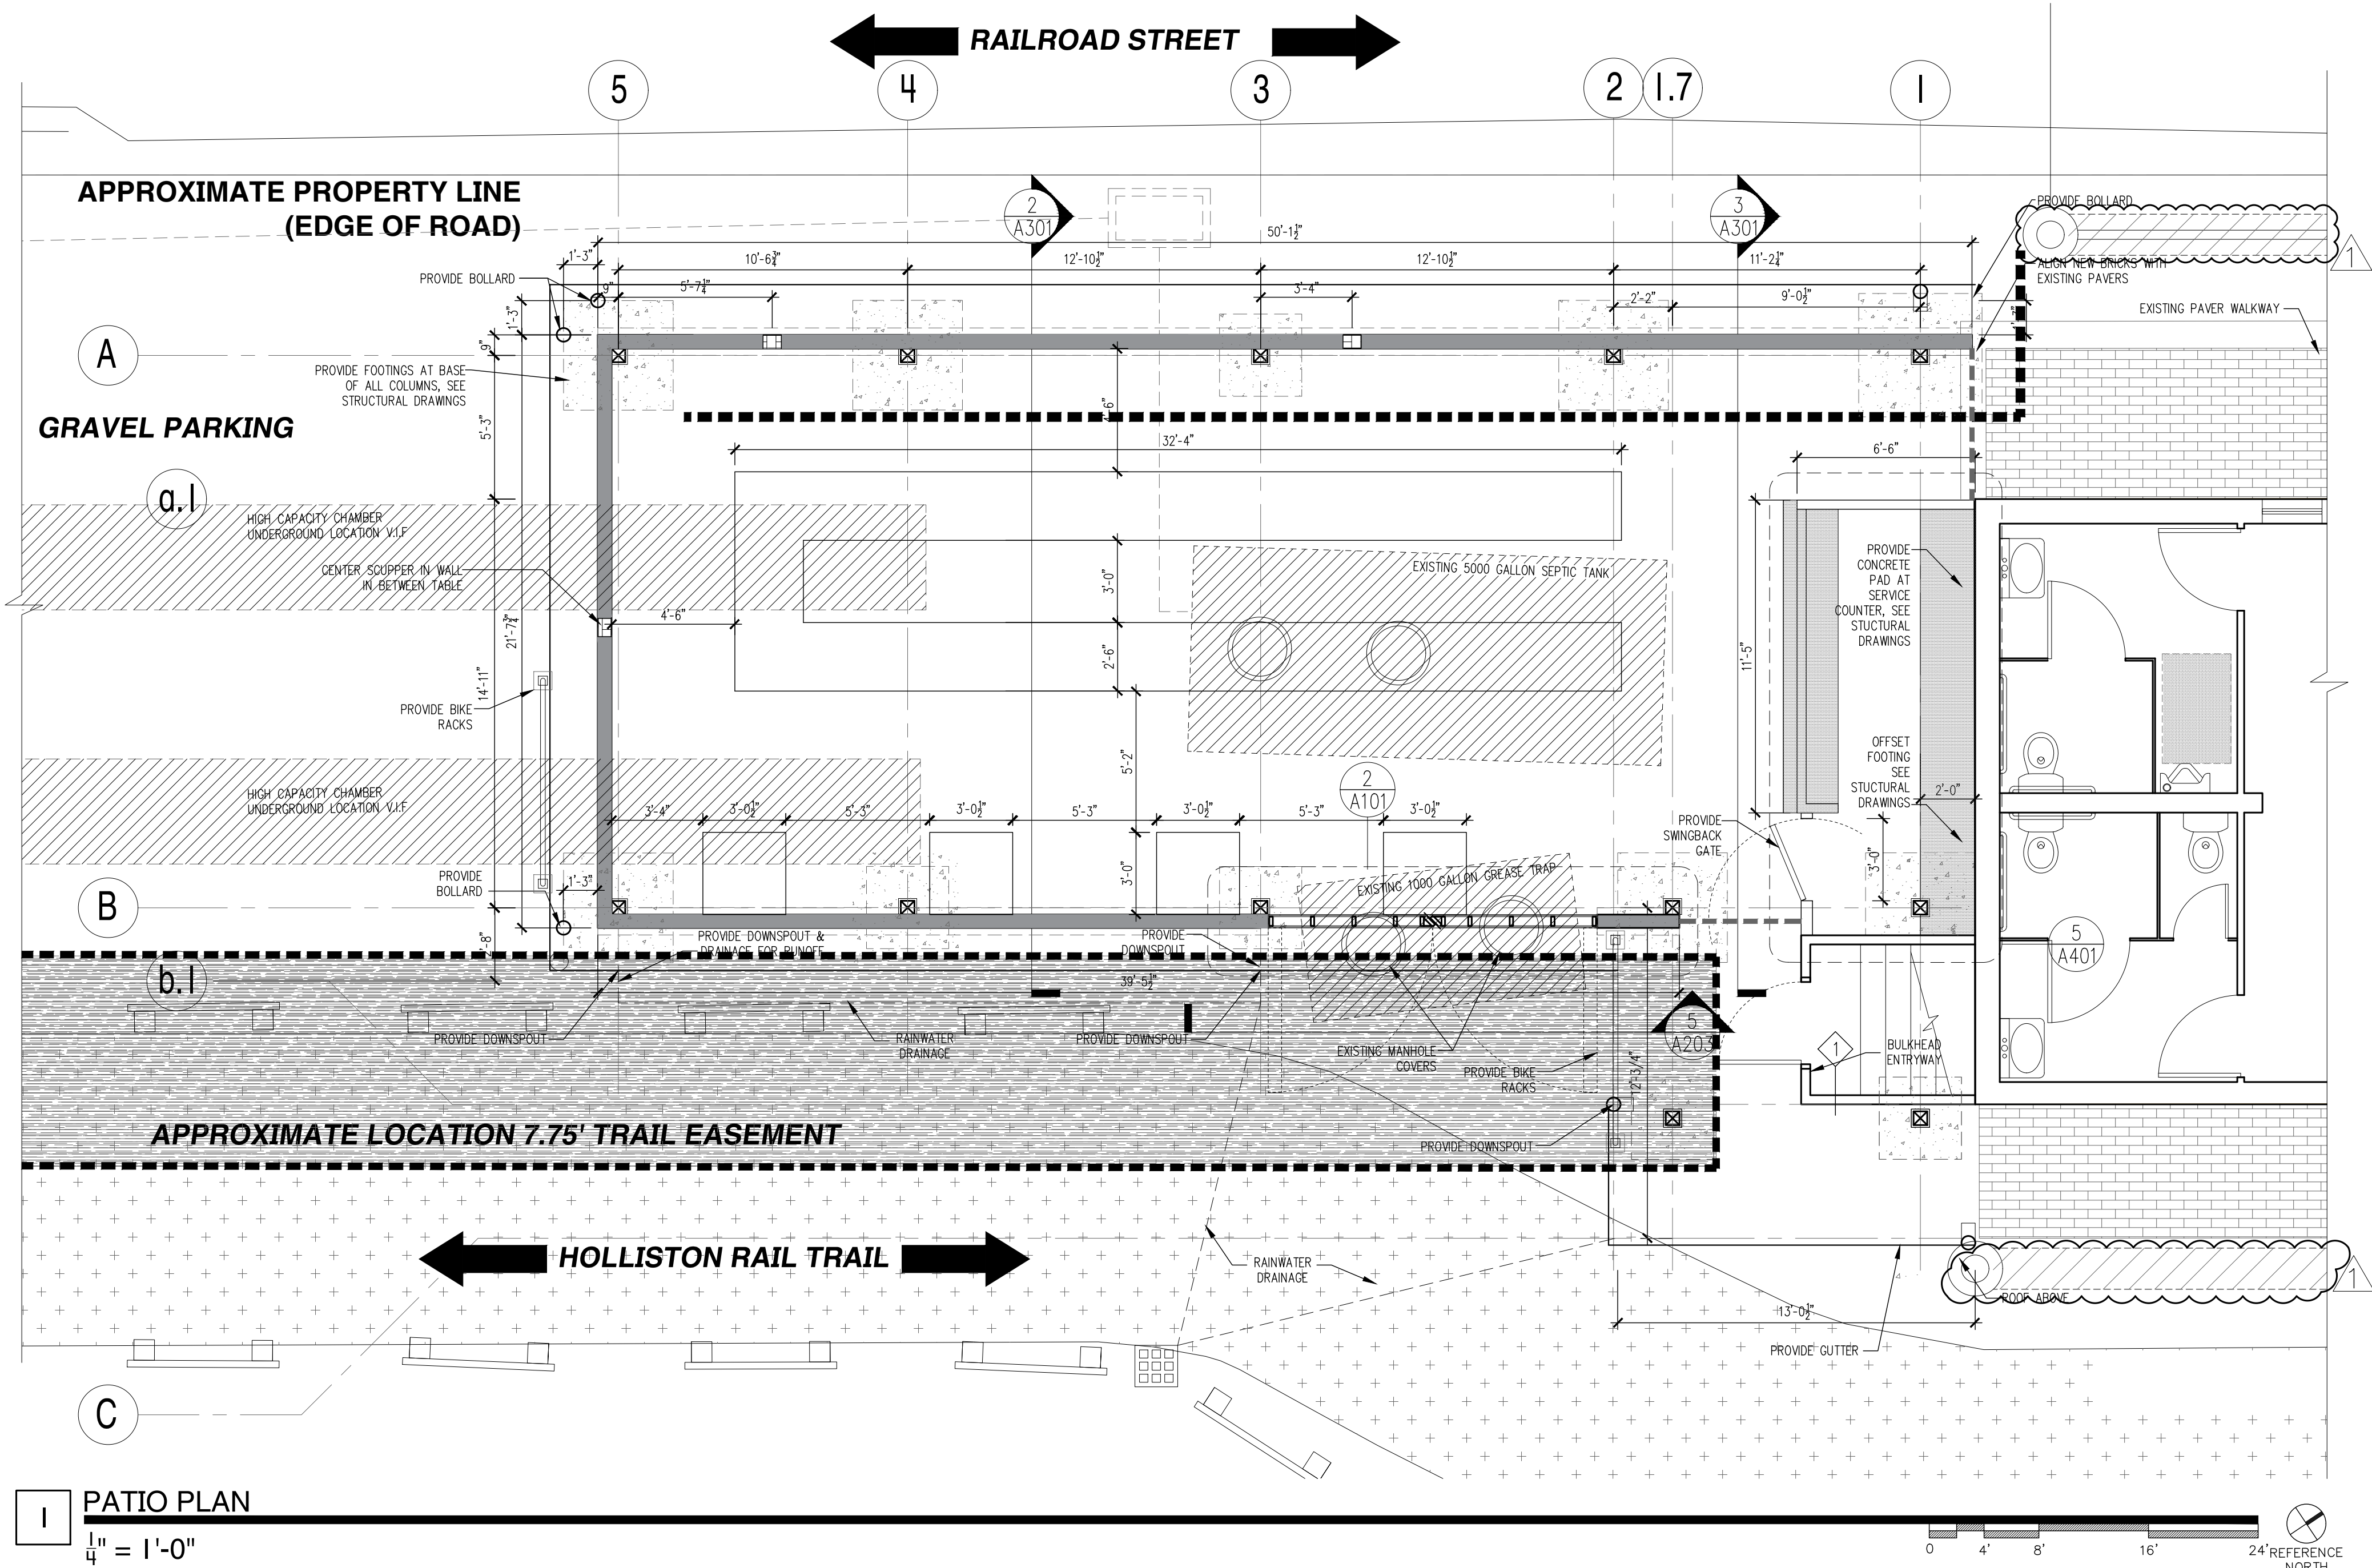 RAILROAD STREET
5
4
3
2
1.7
1
APPROXIMATE PROPERTY LINE
(EDGE OF ROAD)
2
A301
3
A301
PROVIDE BOLLARD
50'-1½"
1'-3"
10'-6¾"
12'-10½"
12'-10½"
11'-2¼"
ALIGN NEW BRICKS WITH
EXISTING PAVERS
1
PROVIDE BOLLARD
9"
5'-7¼"
3'-4"
2'-2"
9'-0½"
EXISTING PAVER WALKWAY
1'-3"
A
9"
PROVIDE FOOTINGS AT BASE
OF ALL COLUMNS, SEE
STRUCTURAL DRAWINGS
GRAVEL PARKING
5'-3"
32'-4"
6'-6"
a.1
HIGH CAPACITY CHAMBER
UNDERGROUND LOCATION V.I.F
CENTER SCUPPER IN WALL
IN BETWEEN TABLE
EXISTING 5000 GALLON SEPTIC TANK
PROVIDE
CONCRETE
PAD AT
SERVICE
COUNTER, SEE
STUCTURAL
DRAWINGS
3'-0"
4'-6"
21'-7¾"
2'-6"
11'-5"
14'-11"
PROVIDE BIKE
RACKS
5'-2"
OFFSET
FOOTING
SEE
STUCTURAL
DRAWINGS
2'-0"
HIGH CAPACITY CHAMBER
UNDERGROUND LOCATION V.I.F
2
A101
3'-4"
3'-0½"
5'-3"
3'-0½"
5'-3"
3'-0½"
5'-3"
3'-0½"
PROVIDE
SWINGBACK
GATE
3'-0"
3'-0"
PROVIDE
BOLLARD
1'-3"
EXISTING 1000 GALLON GREASE TRAP
B
PROVIDE DOWNSPOUT &
DRAINAGE FOR RUNOFF
PROVIDE
DOWNSPOUT
5
A401
b.1
39'-5½"
PROVIDE DOWNSPOUT
RAINWATER
DRAINAGE
PROVIDE DOWNSPOUT
EXISTING MANHOLE
COVERS
PROVIDE BIKE
RACKS
5
A203
12'-3/4"
1
BULKHEAD
ENTRYWAY
APPROXIMATE LOCATION 7.75' TRAIL EASEMENT
PROVIDE DOWNSPOUT
HOLLISTON RAIL TRAIL
RAINWATER
DRAINAGE
1
ROOF ABOVE
13'-0½"
PROVIDE GUTTER
C
1
PATIO PLAN
¼" = 1'-0"
0
4'
8'
16'
24'
REFERENCE
NORTH